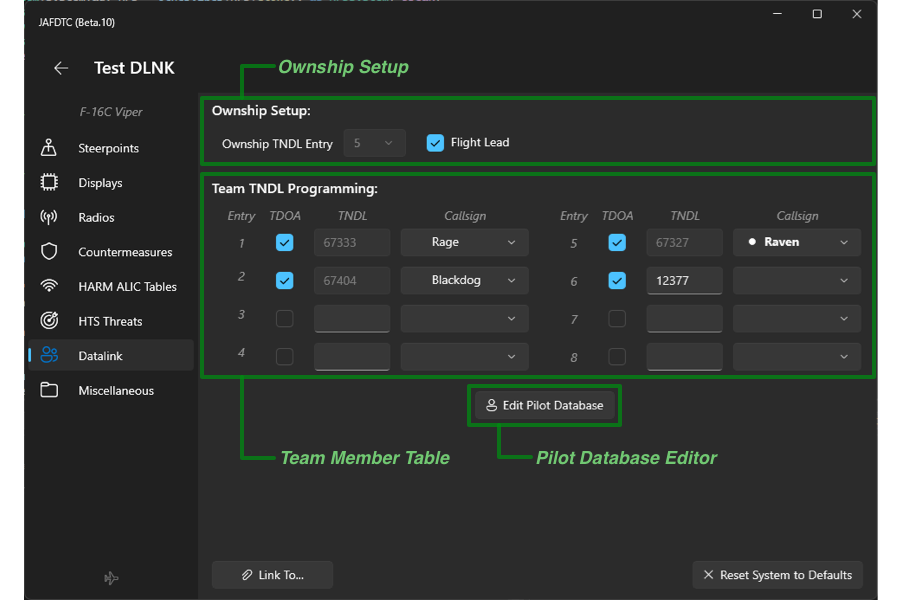 JAFDTC (Beta.10)
Test DLNK
Ownship Setup
F-16C Viper
Ownship Setup:
Steerpoints
Ownship TNDL Entry 5 Flight Lead
Displays
Team TNDL Programming:
Radios
Entry TDOA TNDL Callsign Entry TDOA TNDL Callsign
1 67333 Rage 5 67327 Raven
Countermeasures
2 67404 Blackdog 6 12377
HARM ALIC Tables
3 7
HTS Threats
4 8
Datalink
Miscellaneous
Edit Pilot Database
Team Member Table
Pilot Database Editor
Link To...
Reset System to Defaults